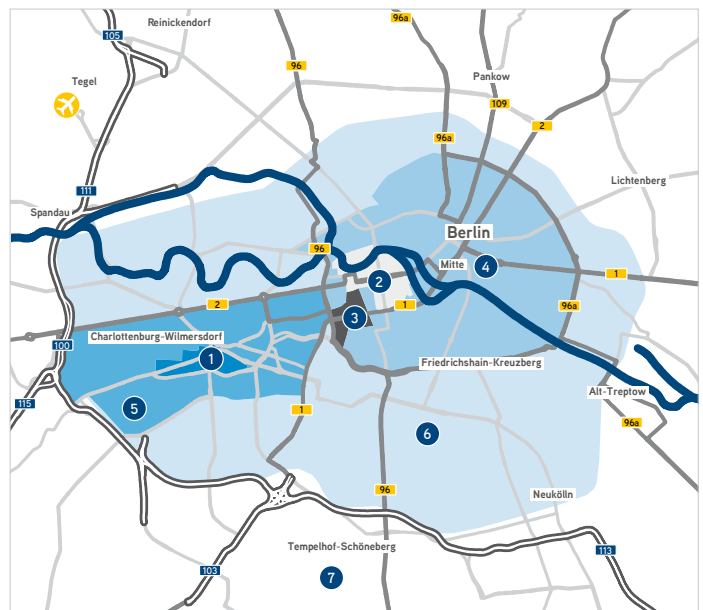 Reinickendorf
96a
105
96
Tegel
Pankow
109
2
96a
Lichtenberg
111
Spandau
Berlin
96
Mitte
4
1
2
2
1
96a
3
Charlottenburg-Wilmersdorf
100
1
Friedrichshain-Kreuzberg
Alt-Treptow
115
5
1
96a
6
96
Neukölln
Tempelhof-Schöneberg
113
103
7